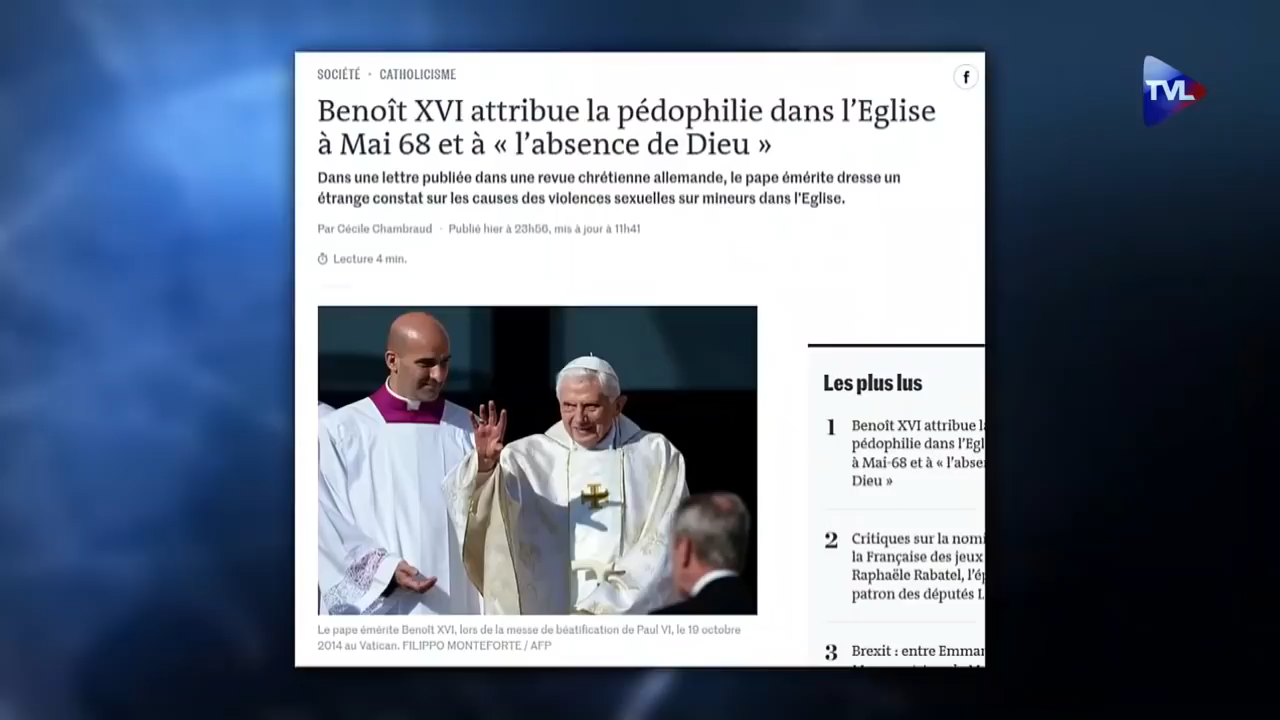 TVL
SOCIÉTÉ · CATHOLICISME
f
Benoît XVI attribue la pédophilie dans l’Eglise
à Mai 68 et à « l’absence de Dieu »
Dans une lettre publiée dans une revue chrétienne allemande, le pape émérite dresse un
étrange constat sur les causes des violences sexuelles sur mineurs dans l’Eglise.
Par Cécile Chambraud · Publié hier à 23h56, mis à jour à 11h41
Lecture 4 min.
Le pape émérite Benoît XVI, lors de la messe de béatification de Paul VI, le 19 octobre
2014 au Vatican. FILIPPO MONTEFORTE / AFP
Les plus lus
1 Benoît XVI attribue
pédophilie dans
à Mai-68 et à «
Dieu »
2 Critiques sur la
la Française des jeux
Raphaële Rabatel,
patron des députés
3 Brexit : entre